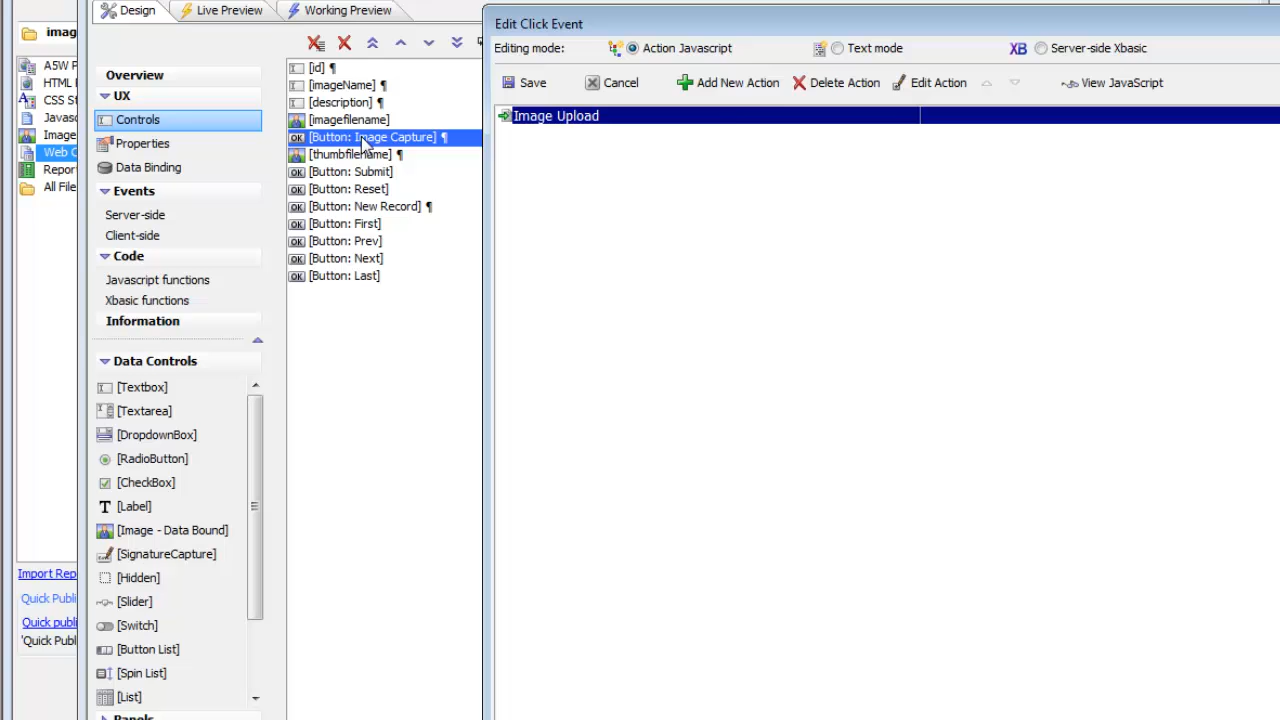 Design
Live Preview
Working Preview
imag
A5W P
HTML
CSS St
Javasc
Image
Web C
Repor
All File
Import Rep
Quick Publi
Quick publi
'Quick Publ
Overview
UX
Controls
Properties
Data Binding
Events
Server-side
Client-side
Code
Javascript functions
Xbasic functions
Information
Data Controls
[Textbox]
[Textarea]
[DropdownBox]
[RadioButton]
[CheckBox]
[Label]
[Image - Data Bound]
[SignatureCapture]
[Hidden]
[Slider]
[Switch]
[Button List]
[Spin List]
[List]
Panels
[id] ¶
[imageName] ¶
[description] ¶
[imagefilename]
[Button: Image Capture] ¶
[thumbfilename] ¶
[Button: Submit]
[Button: Reset]
[Button: New Record] ¶
[Button: First]
[Button: Prev]
[Button: Next]
[Button: Last]
Edit Click Event
Editing mode: Action Javascript Text mode XB Server-side Xbasic
Save Cancel Add New Action Delete Action Edit Action View JavaScript
Image Upload